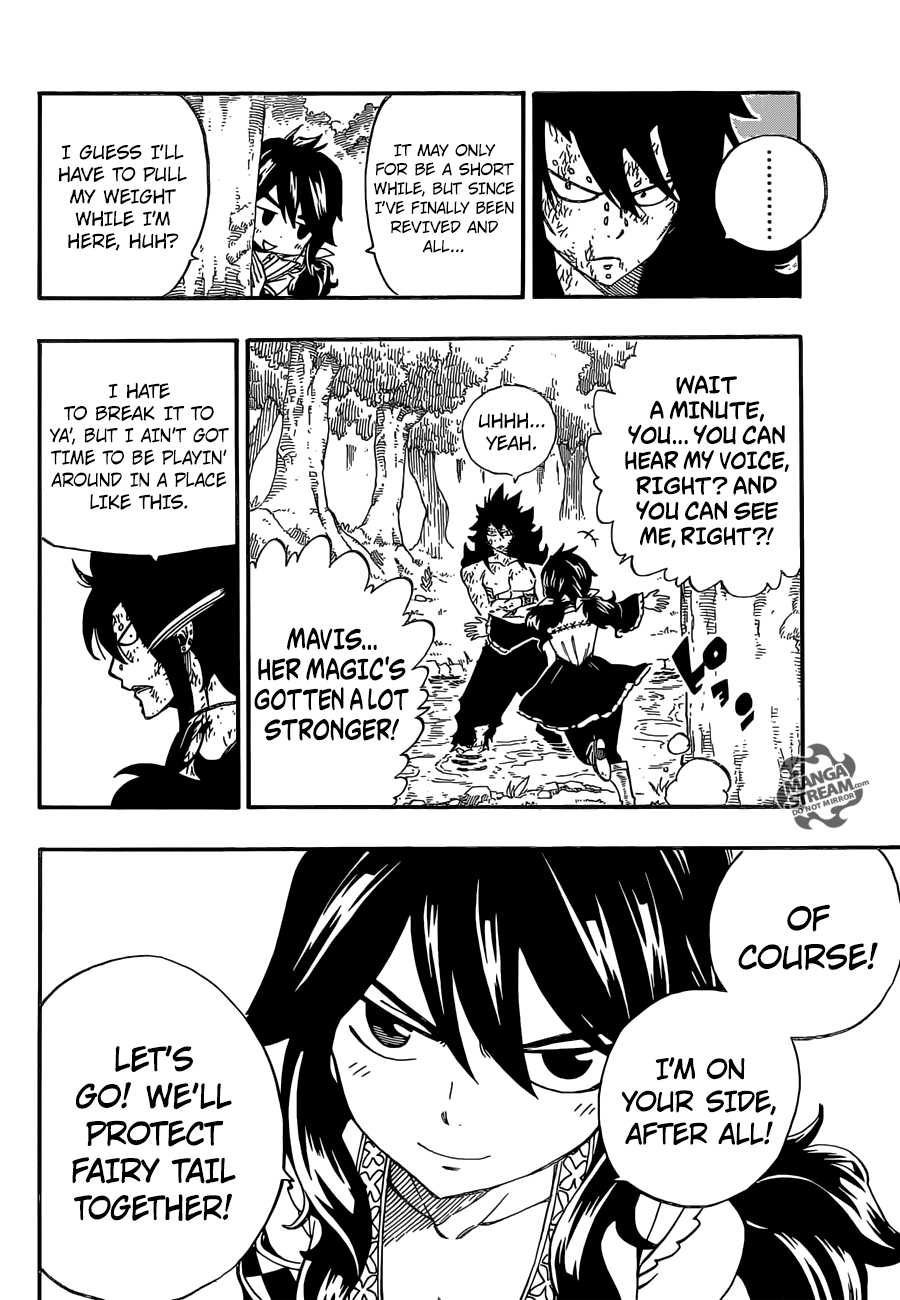 ..........
IT MAY ONLY
FOR BE A SHORT
WHILE, BUT SINCE
I'VE FINALLY BEEN
REVIVED AND
ALL...
I GUESS I'LL
HAVE TO PULL
MY WEIGHT
WHILE I'M
HERE, HUH?
WAIT
A MINUTE,
YOU... YOU CAN
HEAR MY VOICE,
RIGHT? AND
YOU CAN SEE
ME, RIGHT?!
UHHH...
YEAH.
MAVIS...
HER MAGIC'S
GOTTEN A LOT
STRONGER!
MANGA
STREAM.com
DO NOT MIRROR
I HATE
TO BREAK IT TO
YA', BUT I AIN'T GOT
TIME TO BE PLAYIN'
AROUND IN A PLACE
LIKE THIS.
OF
COURSE!
I'M ON
YOUR SIDE,
AFTER ALL!
LET'S
GO! WE'LL
PROTECT
FAIRY TAIL
TOGETHER!